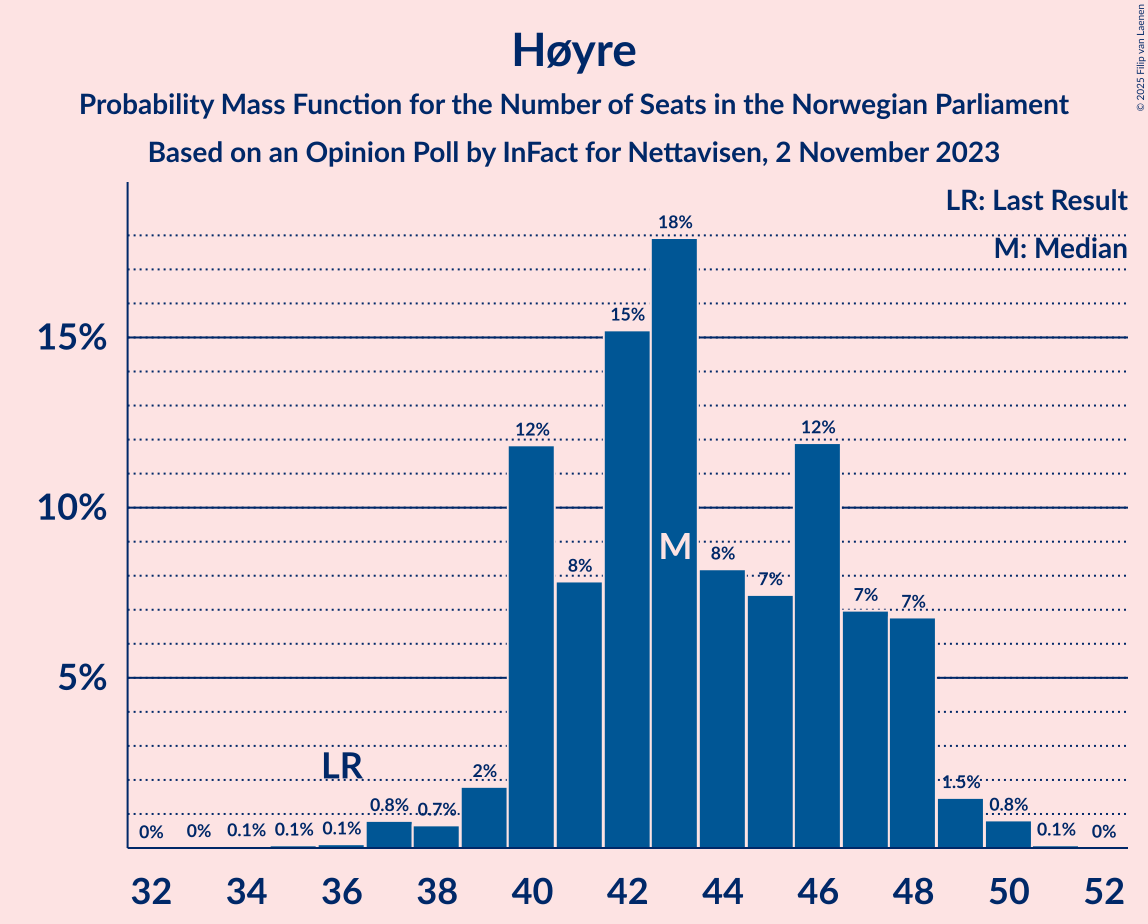 Høyre
Probability Mass Function for the Number of Seats in the Norwegian Parliament
Based on an Opinion Poll by InFact for Nettavisen, 2 November 2023
© 2025 Filip van Laenen
LR: Last Result
M: Median
15%
10%
5%
0%
0%
0.1%
0.1%
0.1%
0.8%
0.7%
2%
12%
8%
15%
18%
8%
7%
12%
7%
7%
1.5%
0.8%
0.1%
0%
LR
M
32 34 36 38 40 42 44 46 48 50 52